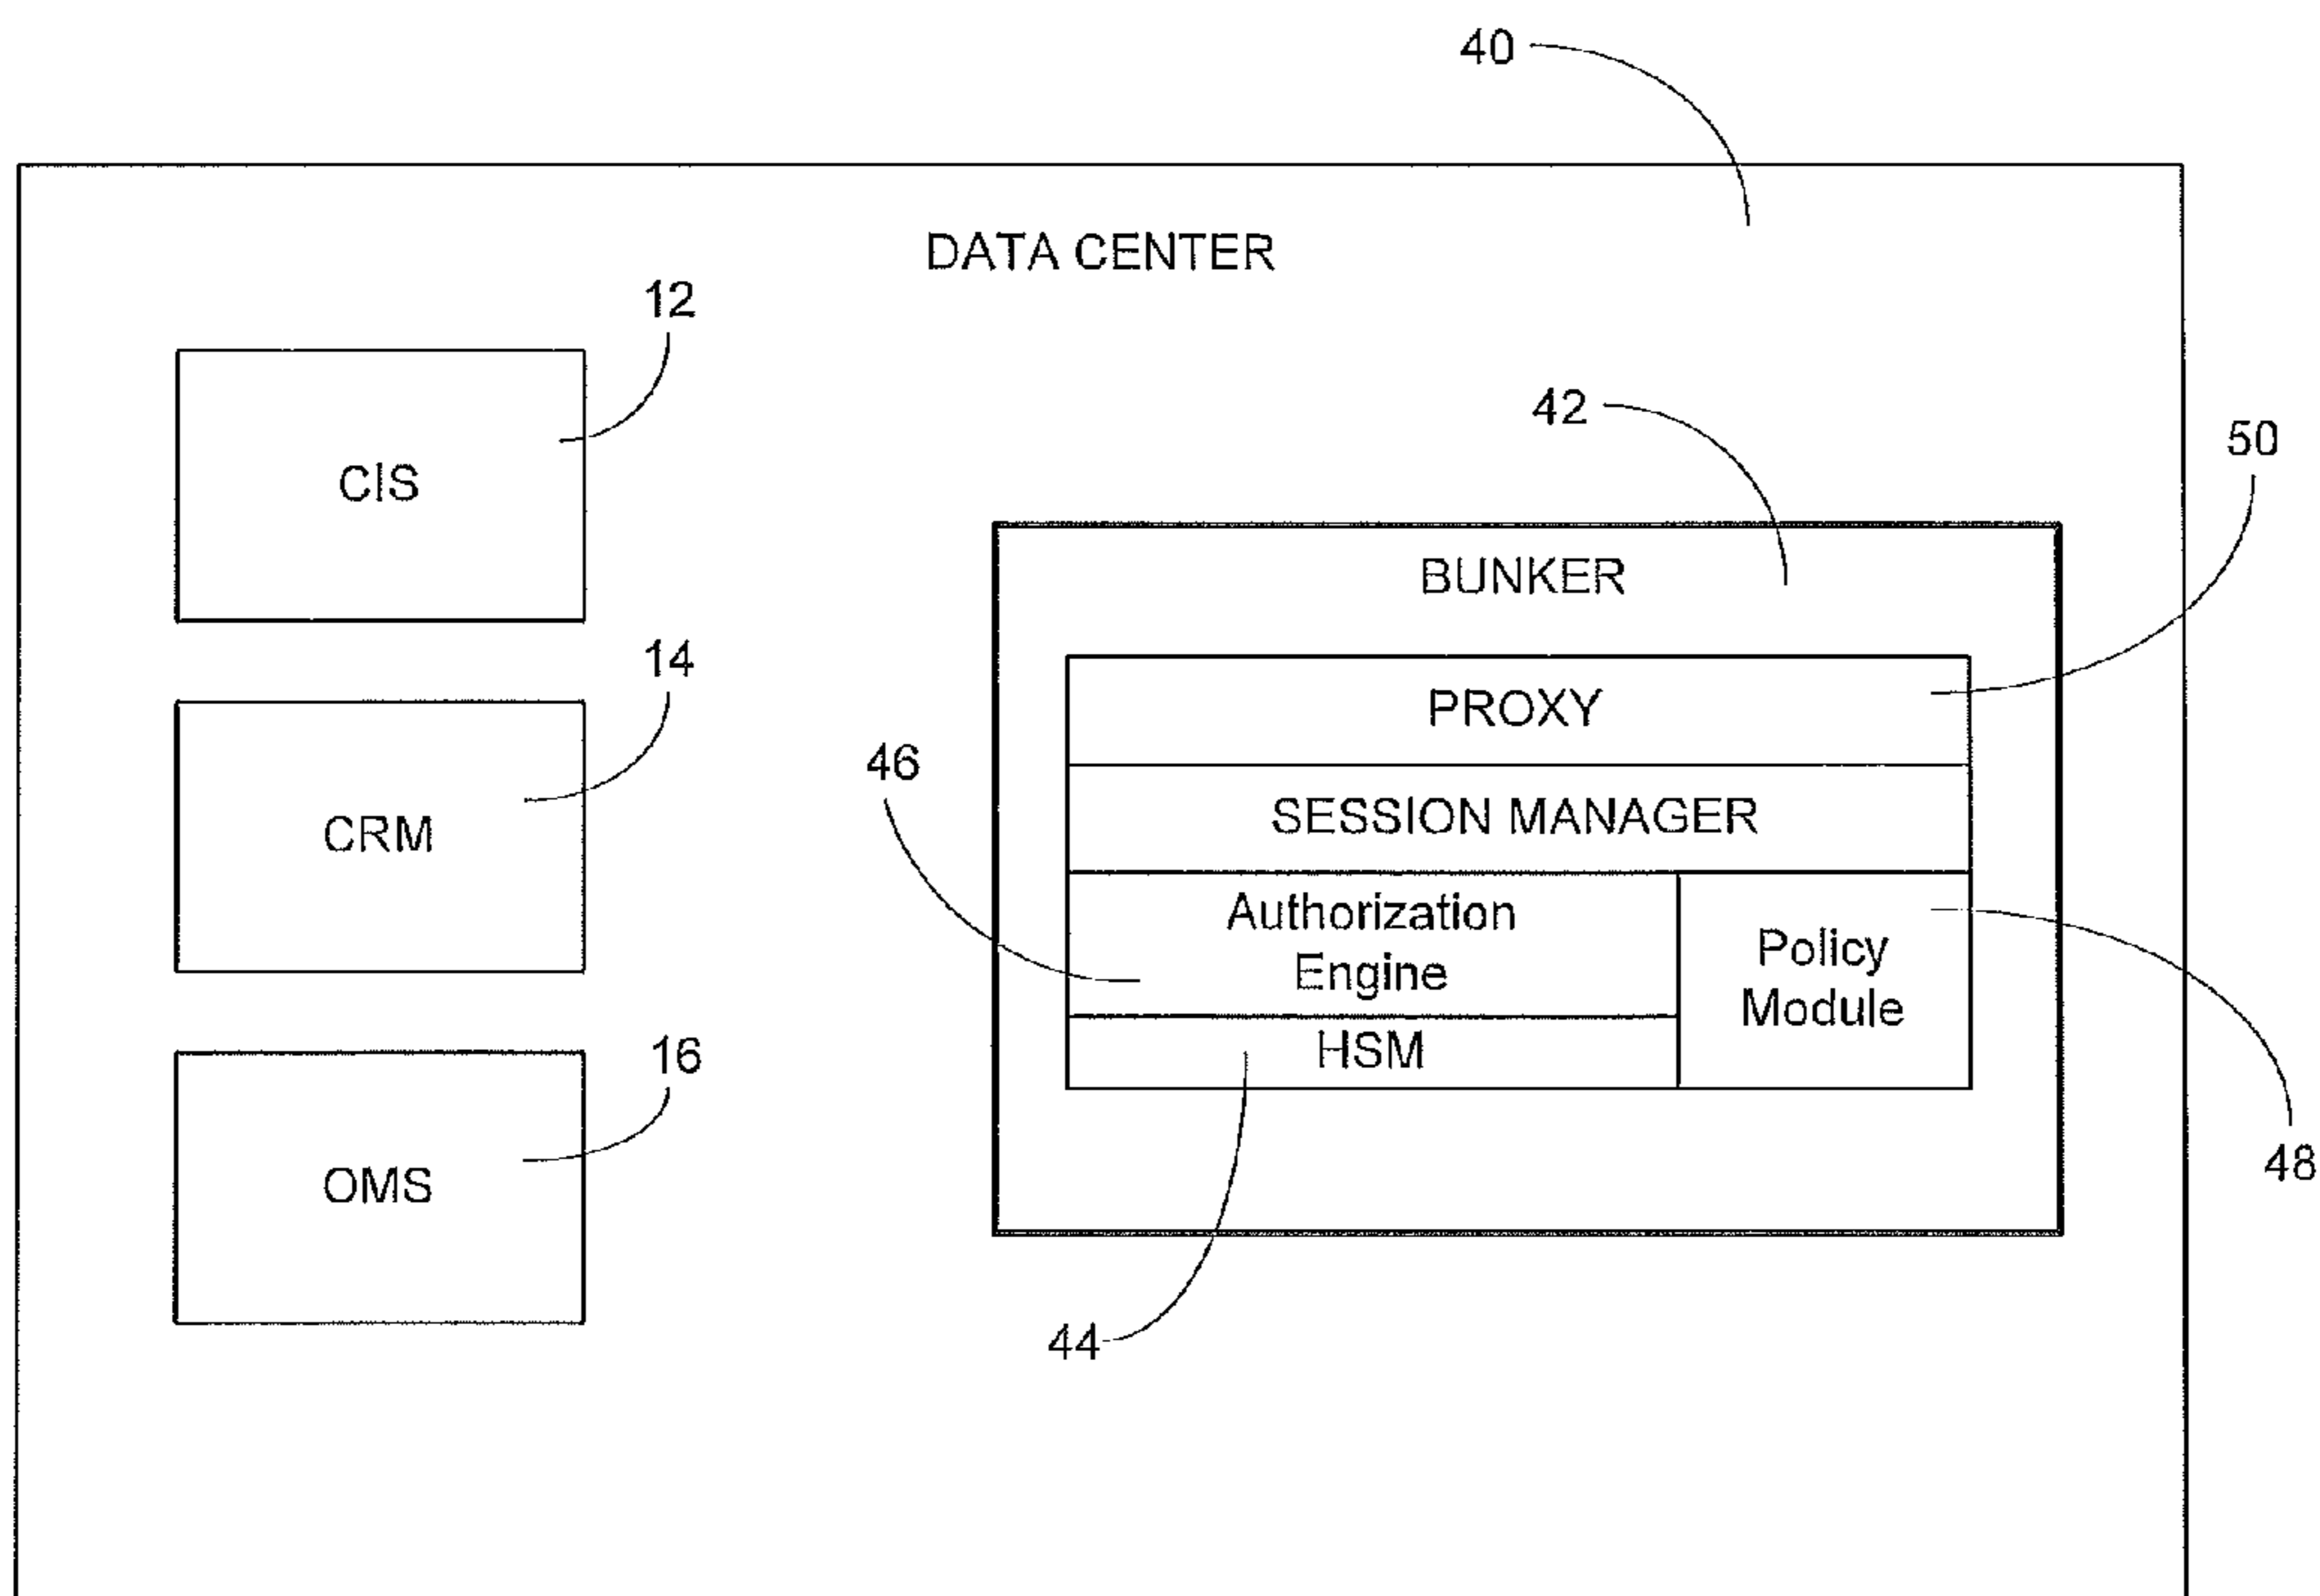 40
DATA CENTER
12
CIS
42
50
BUNKER
14
PROXY
46
CRM
SESSION MANAGER
Authorization
Engine
Policy
Module
16
HSM
OMS
48
44